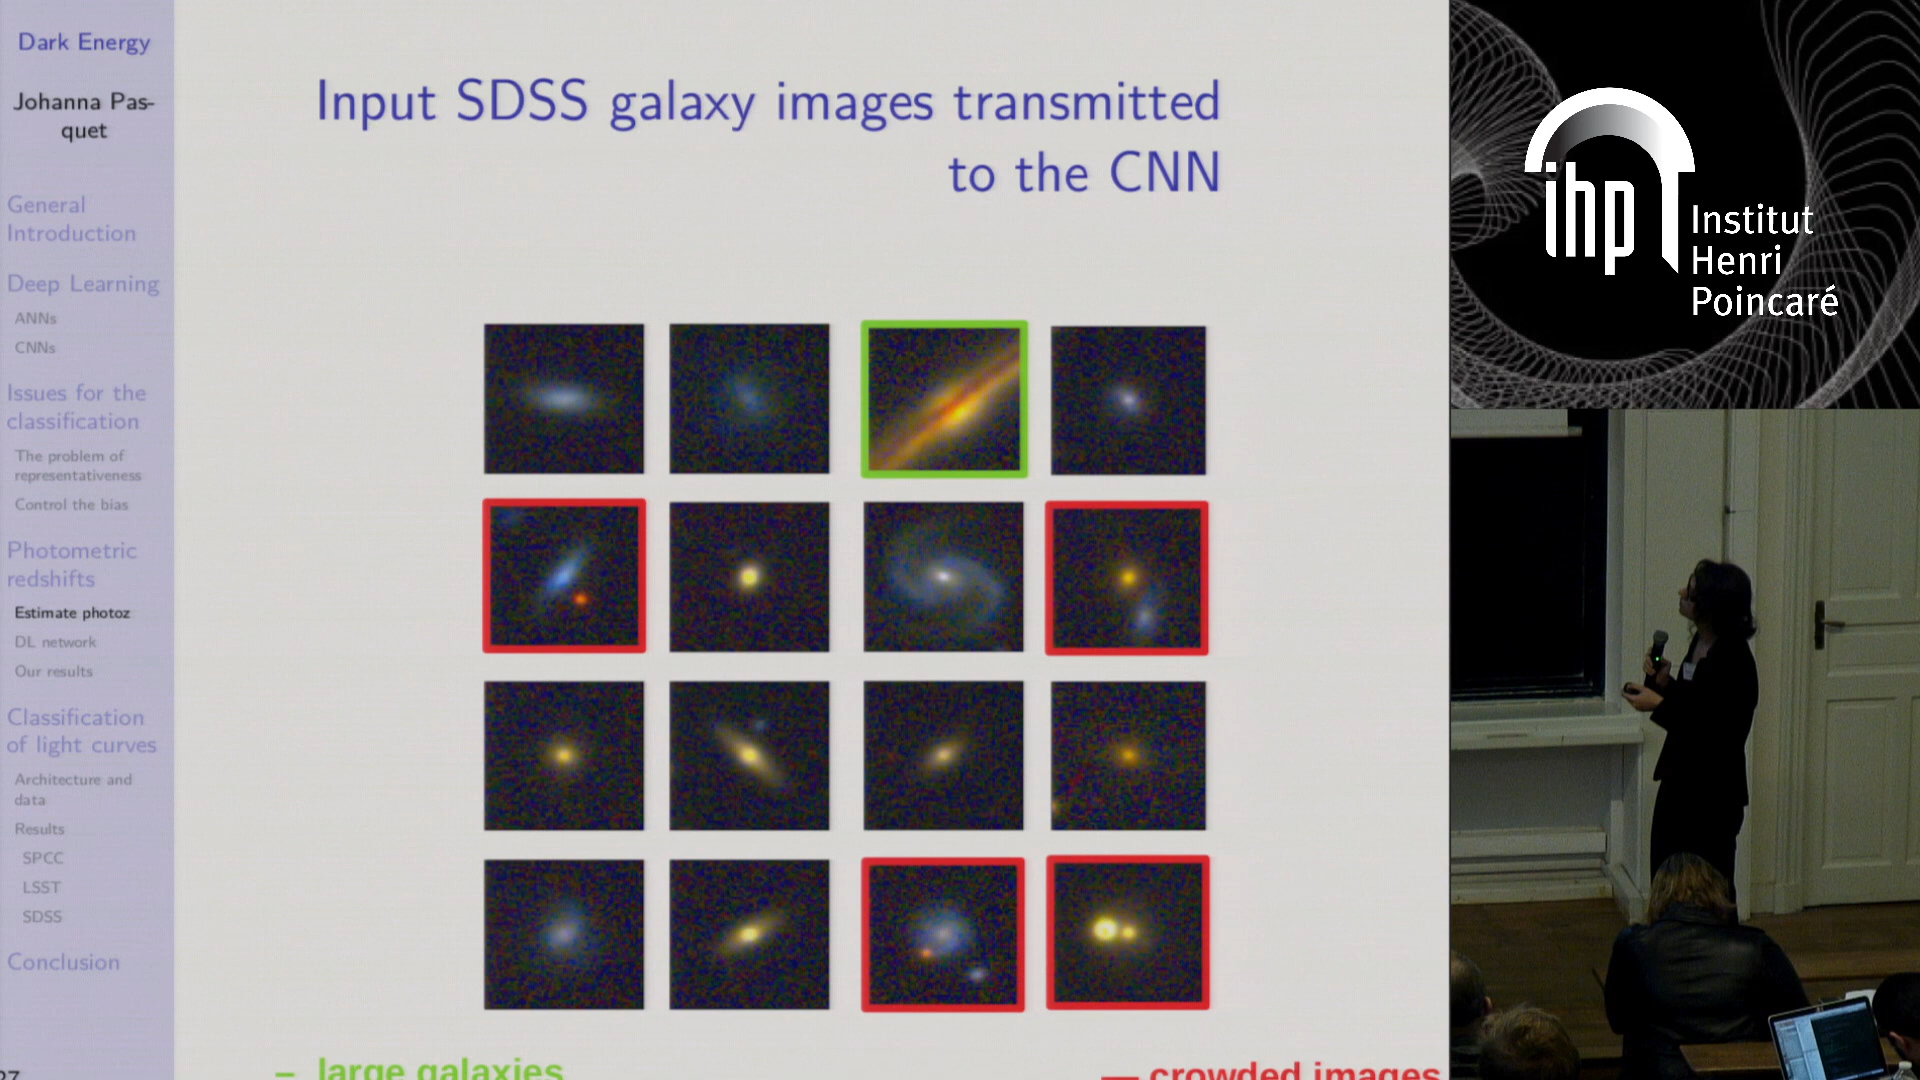 Dark Energy
Johanna Pas-
quet
General
Introduction
Deep Learning
ANNs
CNNs
Issues for the
classification
The problem of
representativeness
Control the bias
Photometric
redshifts
Estimate photoz
DL network
Our results
Classification
of light curves
Architecture and
data
Results
SPCC
LSST
SDSS
Conclusion
27
Input SDSS galaxy images transmitted
to the CNN
– large galaxies
— crowded images
ihp
Institut
Henri
Poincaré